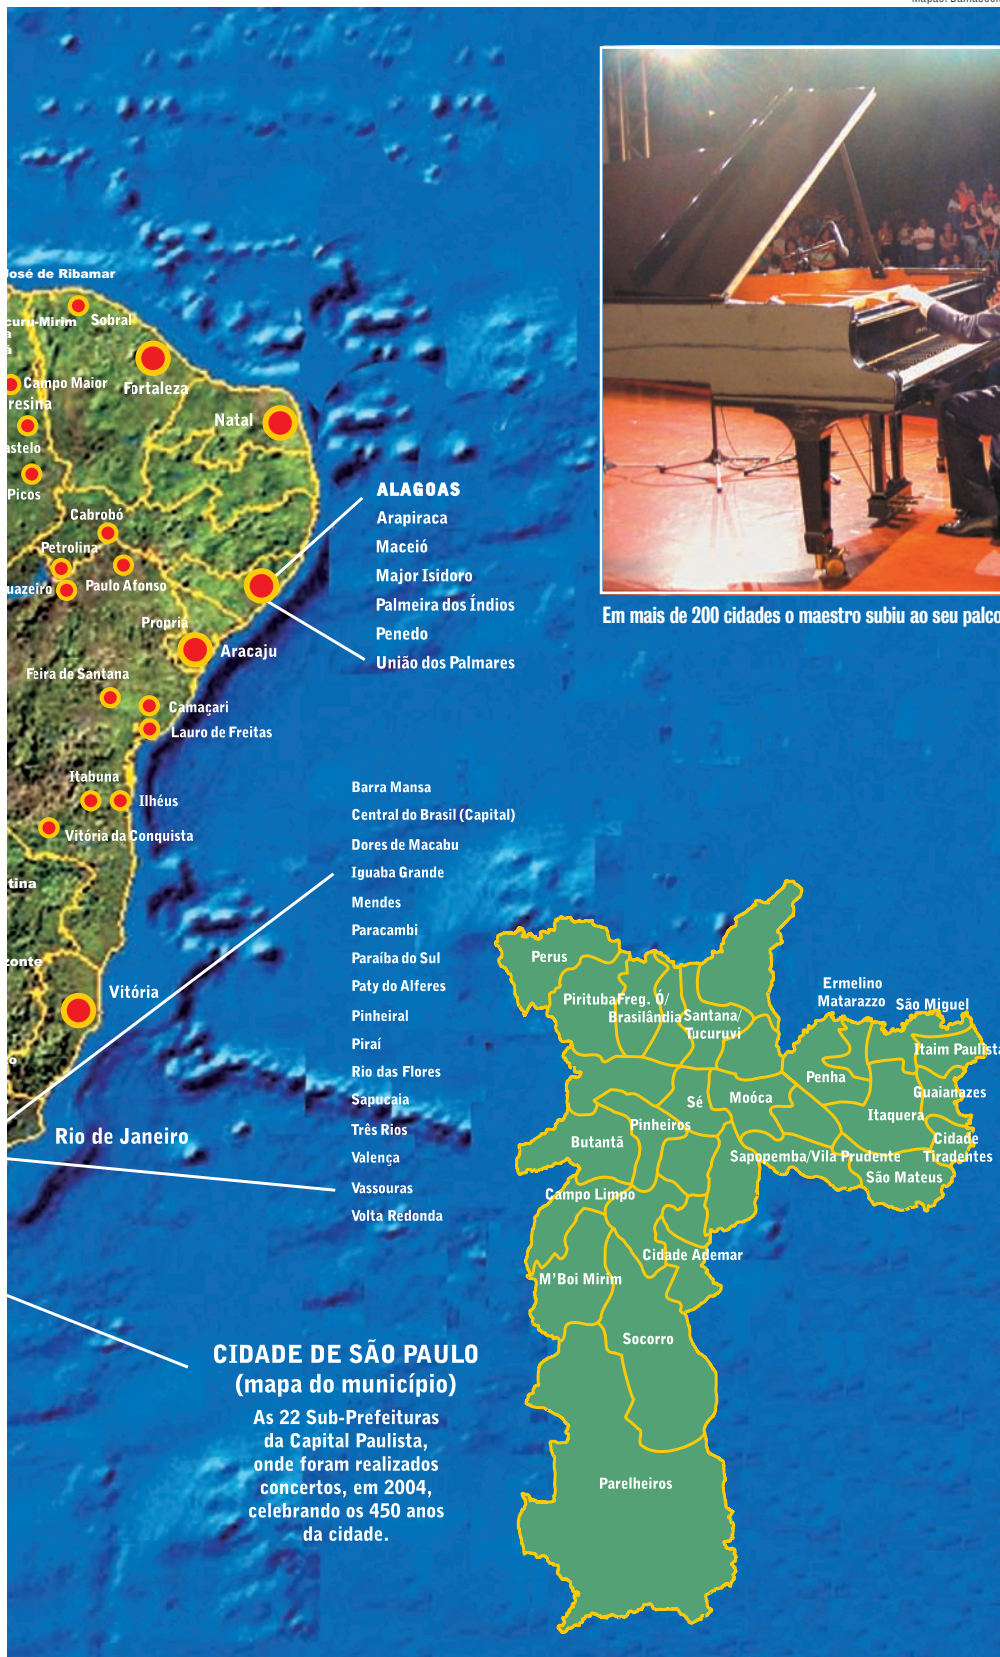 José de Ribamar
curu-Mirim
Sobral
Campo Maior
Fortaleza
resina
Natal
astelo
Picos
Cabrobó
Petrolina
uazeiro
Paulo Afonso
Propriá
Aracaju
Feira de Santana
Camaçari
Lauro de Freitas
Itabuna
Ilhéus
Vitória da Conquista
tina
zonte
Vitória
Rio de Janeiro
ALAGOAS
Arapiraca
Maceió
Major Isidoro
Palmeira dos Índios
Penedo
União dos Palmares
Em mais de 200 cidades o maestro subiu ao seu palco
Barra Mansa
Central do Brasil (Capital)
Dores de Macabu
Iguaba Grande
Mendes
Paracambi
Paraíba do Sul
Paty do Alferes
Pinheiral
Piraí
Rio das Flores
Sapucaia
Três Rios
Valença
Vassouras
Volta Redonda
CIDADE DE SÃO PAULO
(mapa do município)
As 22 Sub-Prefeituras
da Capital Paulista,
onde foram realizados
concertos, em 2004,
celebrando os 450 anos
da cidade.
Perus
Pirituba
Freg. Ó/
Brasilândia
Santana/
Tucuruvi
Ermelino
Matarazzo
São Miguel
Itaim Paulista
Penha
Guaianazes
Sé
Moóca
Itaquera
Pinheiros
Butantã
Cidade
Tiradentes
Sapopemba/Vila Prudente
São Mateus
Campo Limpo
Cidade Ademar
M'Boi Mirim
Socorro
Parelheiros